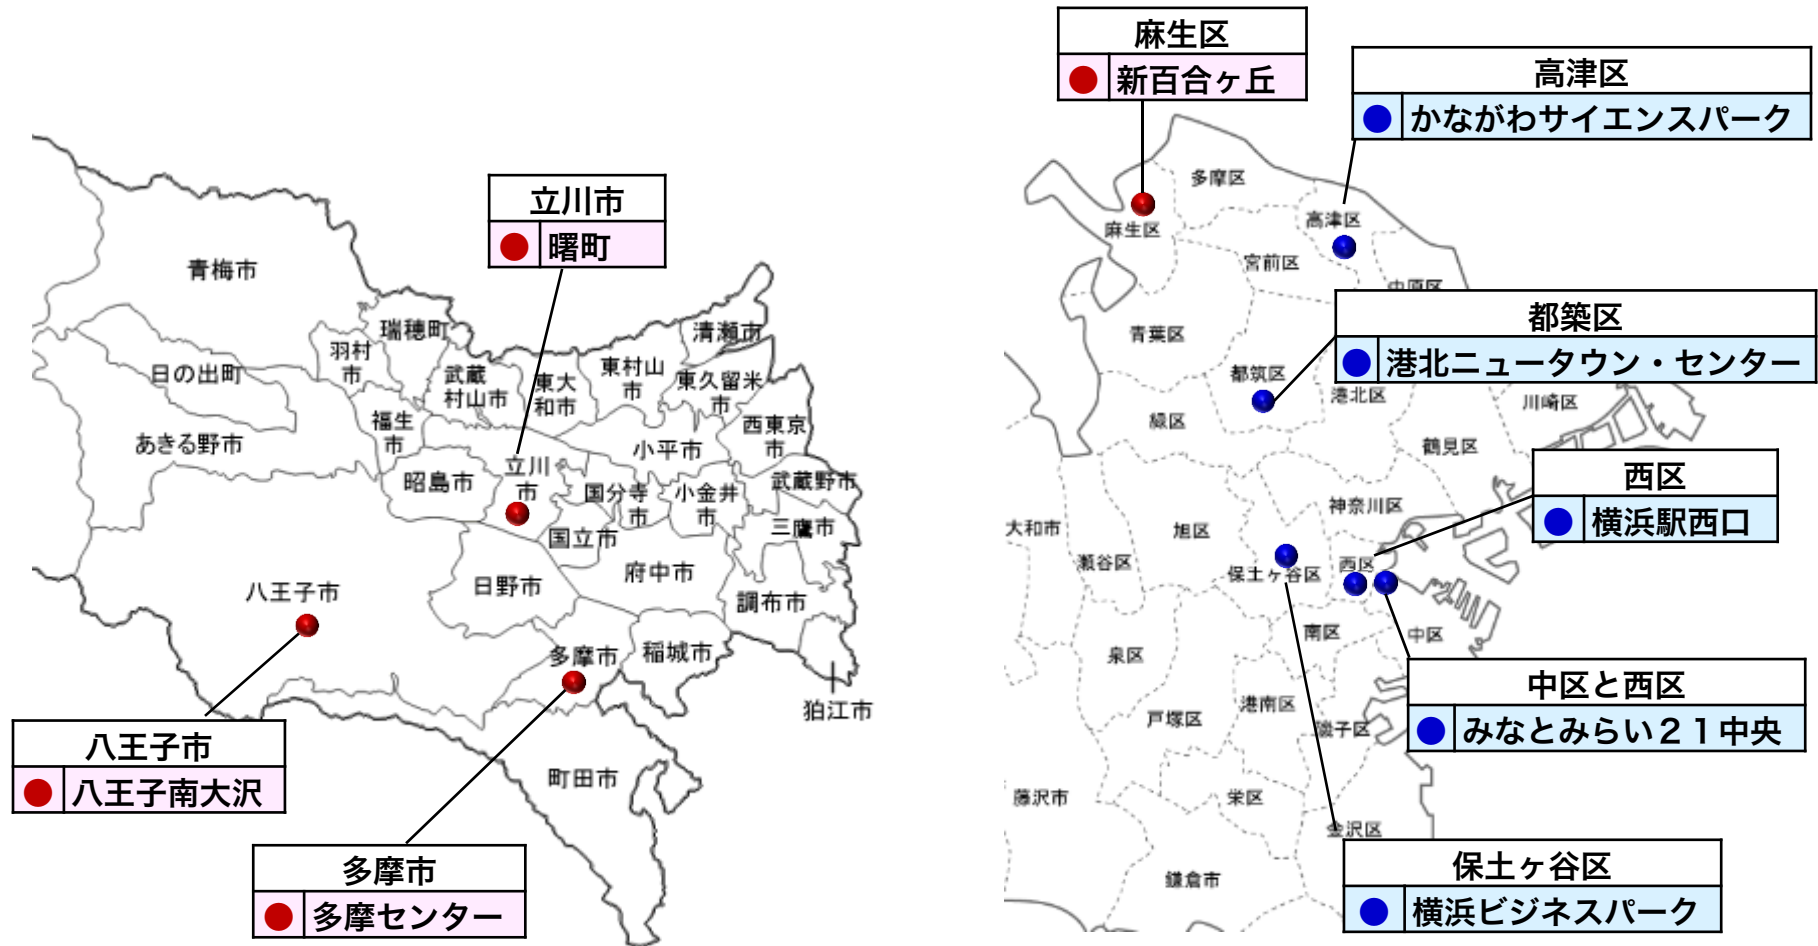 麻生区
新百合ヶ丘
高津区
かながわサイエンスパーク
立川市
曙町
都築区
港北ニュータウン・センター
西区
横浜駅西口
中区と西区
みなとみらい２１中央
保土ヶ谷区
横浜ビジネスパーク
八王子市
八王子南大沢
多摩市
多摩センター
青梅市
瑞穂町
羽村
市
日の出町
武蔵
村山市
東大
和市
東村山
市
清瀬市
東久留米
市
福生
市
あきる野市
西東京
市
小平市
昭島市
立川
市
国分寺
市
小金井
市
武蔵野市
国立市
三鷹市
日野市
府中市
八王子市
調布市
多摩市
稲城市
狛江市
町田市
多摩区
麻生区
高津区
宮前区
中原区
青葉区
都筑区
港北区
川崎区
緑区
鶴見区
神奈川区
大和市
旭区
瀬谷区
保土ヶ谷区
西区
南区
中区
泉区
港南区
戸塚区
磯子区
藤沢市
栄区
金沢区
鎌倉市